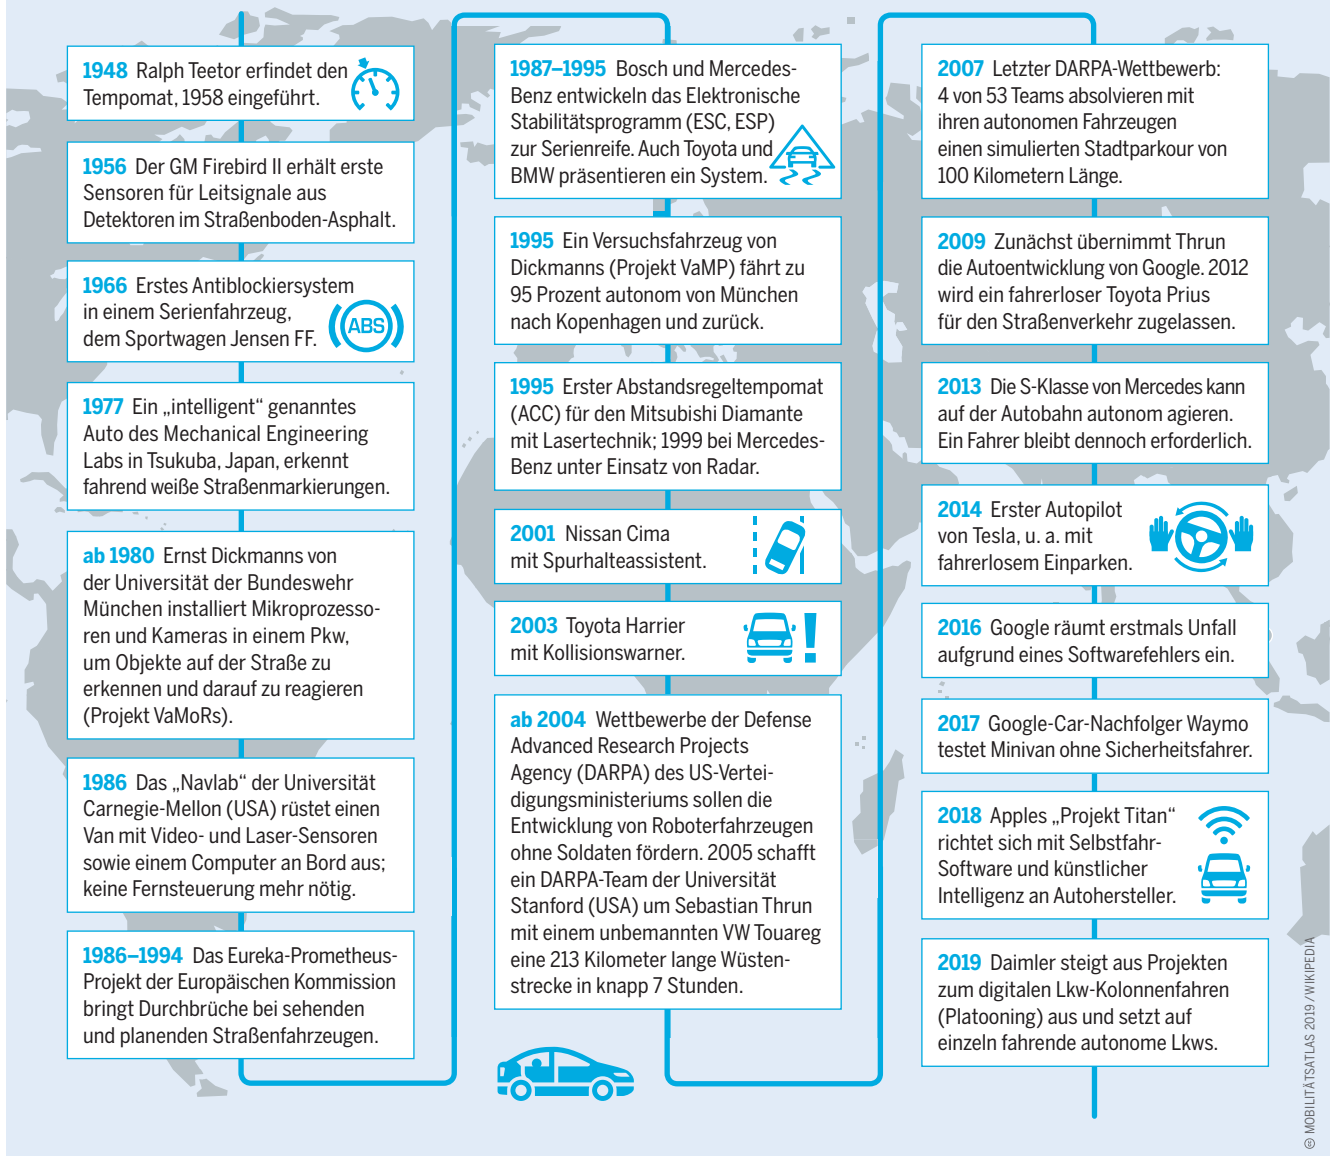 1948 Ralph Teetor erfindet den
Tempomat, 1958 eingeführt.
1956 Der GM Firebird II erhält erste
Sensoren für Leitsignale aus
Detektoren im Straßenboden-Asphalt.
1966 Erstes Antiblockiersystem
in einem Serienfahrzeug,
dem Sportwagen Jensen FF.
ABS
1977 Ein „intelligent“ genanntes
Auto des Mechanical Engineering
Labs in Tsukuba, Japan, erkennt
fahrend weiße Straßenmarkierungen.
ab 1980 Ernst Dickmanns von
der Universität der Bundeswehr
München installiert Mikroprozesso-
ren und Kameras in einem Pkw,
um Objekte auf der Straße zu
erkennen und darauf zu reagieren
(Projekt VaMoRs).
1986 Das „Navlab“ der Universität
Carnegie-Mellon (USA) rüstet einen
Van mit Video- und Laser-Sensoren
sowie einem Computer an Bord aus;
keine Fernsteuerung mehr nötig.
1986–1994 Das Eureka-Prometheus-
Projekt der Europäischen Kommission
bringt Durchbrüche bei sehenden
und planenden Straßenfahrzeugen.
1987–1995 Bosch und Mercedes-
Benz entwickeln das Elektronische
Stabilitätsprogramm (ESC, ESP)
zur Serienreife. Auch Toyota und
BMW präsentieren ein System.
1995 Ein Versuchsfahrzeug von
Dickmanns (Projekt VaMP) fährt zu
95 Prozent autonom von München
nach Kopenhagen und zurück.
1995 Erster Abstandsregeltempomat
(ACC) für den Mitsubishi Diamante
mit Lasertechnik; 1999 bei Mercedes-
Benz unter Einsatz von Radar.
2001 Nissan Cima
mit Spurhalteassistent.
2003 Toyota Harrier
mit Kollisionswarner.
ab 2004 Wettbewerbe der Defense
Advanced Research Projects
Agency (DARPA) des US-Vertei-
digungsministeriums sollen die
Entwicklung von Roboterfahrzeugen
ohne Soldaten fördern. 2005 schafft
ein DARPA-Team der Universität
Stanford (USA) um Sebastian Thrun
mit einem unbemannten VW Touareg
eine 213 Kilometer lange Wüsten-
strecke in knapp 7 Stunden.
2007 Letzter DARPA-Wettbewerb:
4 von 53 Teams absolvieren mit
ihren autonomen Fahrzeugen
einen simulierten Stadtparkour von
100 Kilometern Länge.
2009 Zunächst übernimmt Thrun
die Autoentwicklung von Google. 2012
wird ein fahrerloser Toyota Prius
für den Straßenverkehr zugelassen.
2013 Die S-Klasse von Mercedes kann
auf der Autobahn autonom agieren.
Ein Fahrer bleibt dennoch erforderlich.
2014 Erster Autopilot
von Tesla, u. a. mit
fahrerlosem Einparken.
2016 Google räumt erstmals Unfall
aufgrund eines Softwarefehlers ein.
2017 Google-Car-Nachfolger Waymo
testet Minivan ohne Sicherheitsfahrer.
2018 Apples „Projekt Titan“
richtet sich mit Selbstfahr-
Software und künstlicher
Intelligenz an Autohersteller.
2019 Daimler steigt aus Projekten
zum digitalen Lkw-Kolonnenfahren
(Platooning) aus und setzt auf
einzeln fahrende autonome Lkws.
MOBILITÄTSATLAS 2019 / WIKIPEDIA